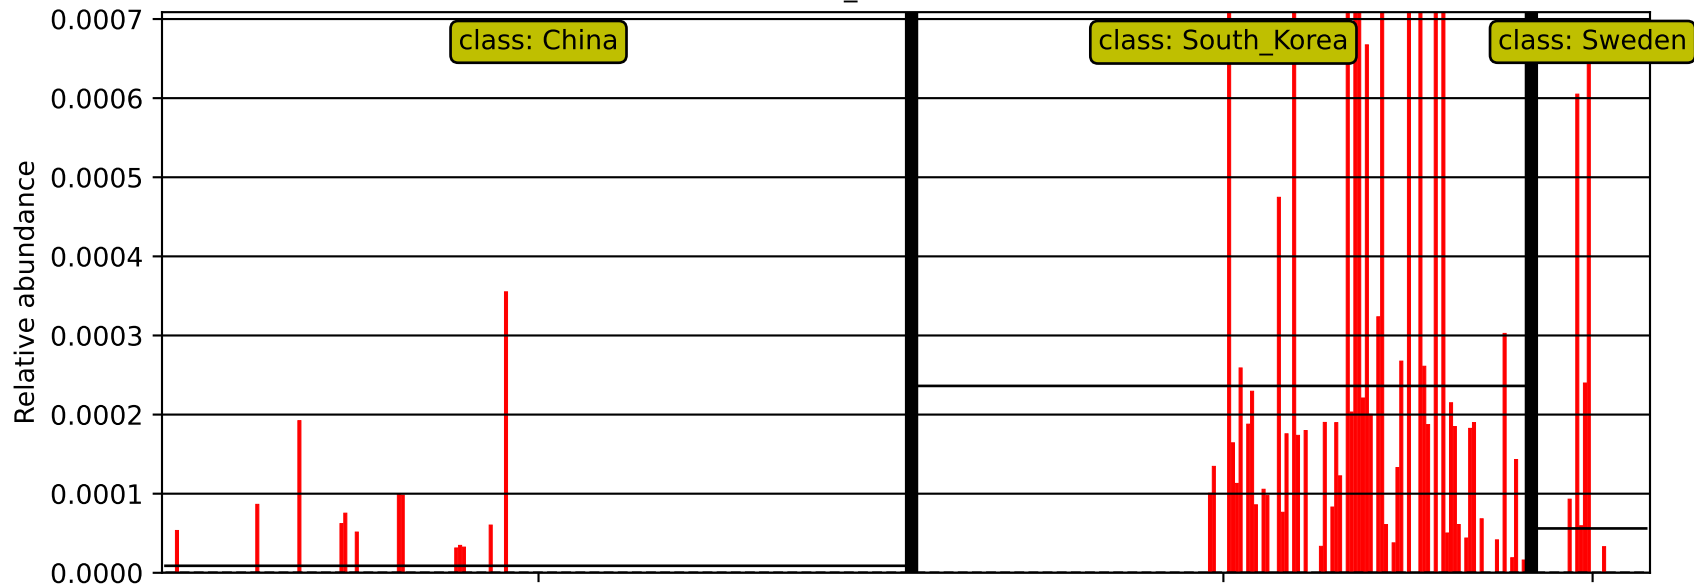 0.0007
0.0006
0.0005
0.0004
0.0003
0.0002
0.0001
0.0000
Relative abundance
class: China
class: South_Korea
class: Sweden